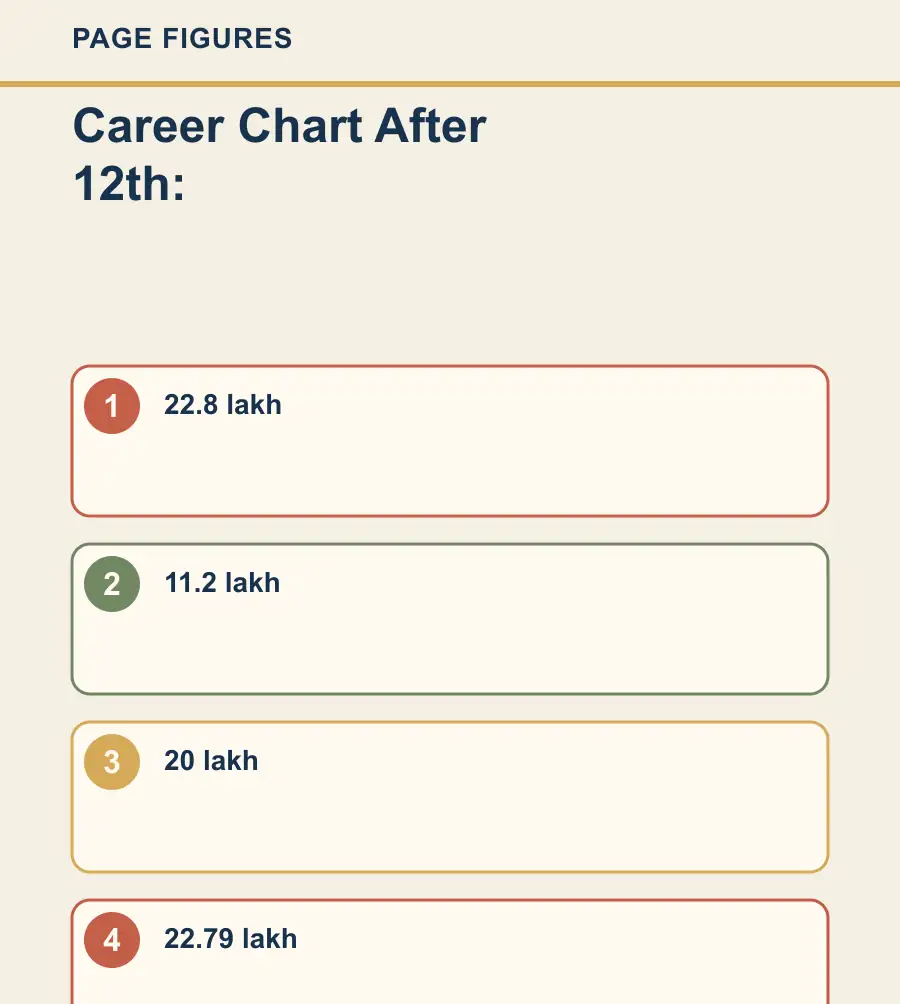 PAGE FIGURES
Career Chart After
12th:
1
22.8 lakh
2
11.2 lakh
3
20 lakh
4
22.79 lakh